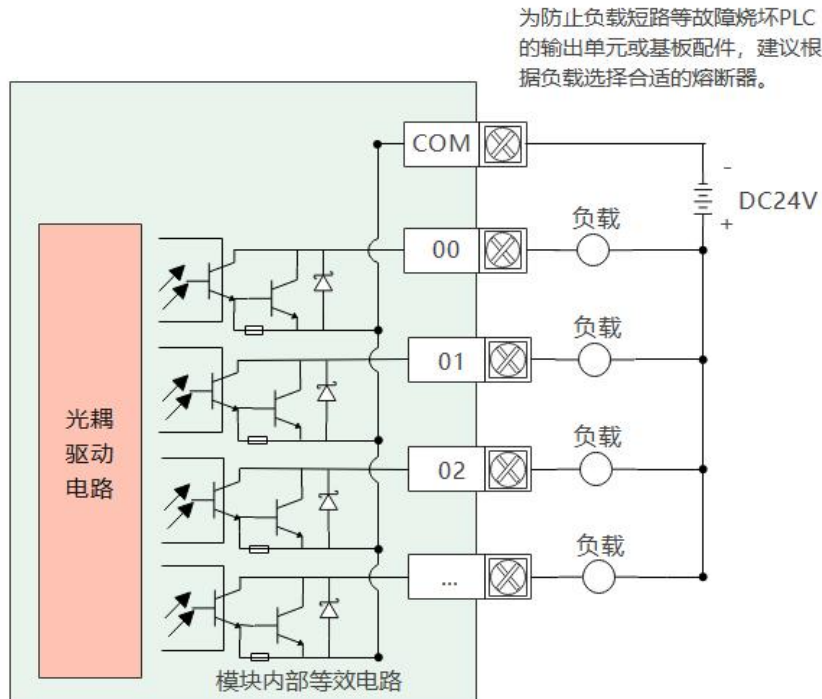 为防止负载短路等故障烧坏PLC
的输出单元或基板配件，建议根
据负载选择合适的熔断器。
COM
-
DC24V
+
负载
00
负载
01
负载
02
负载
...
光耦
驱动
电路
模块内部等效电路